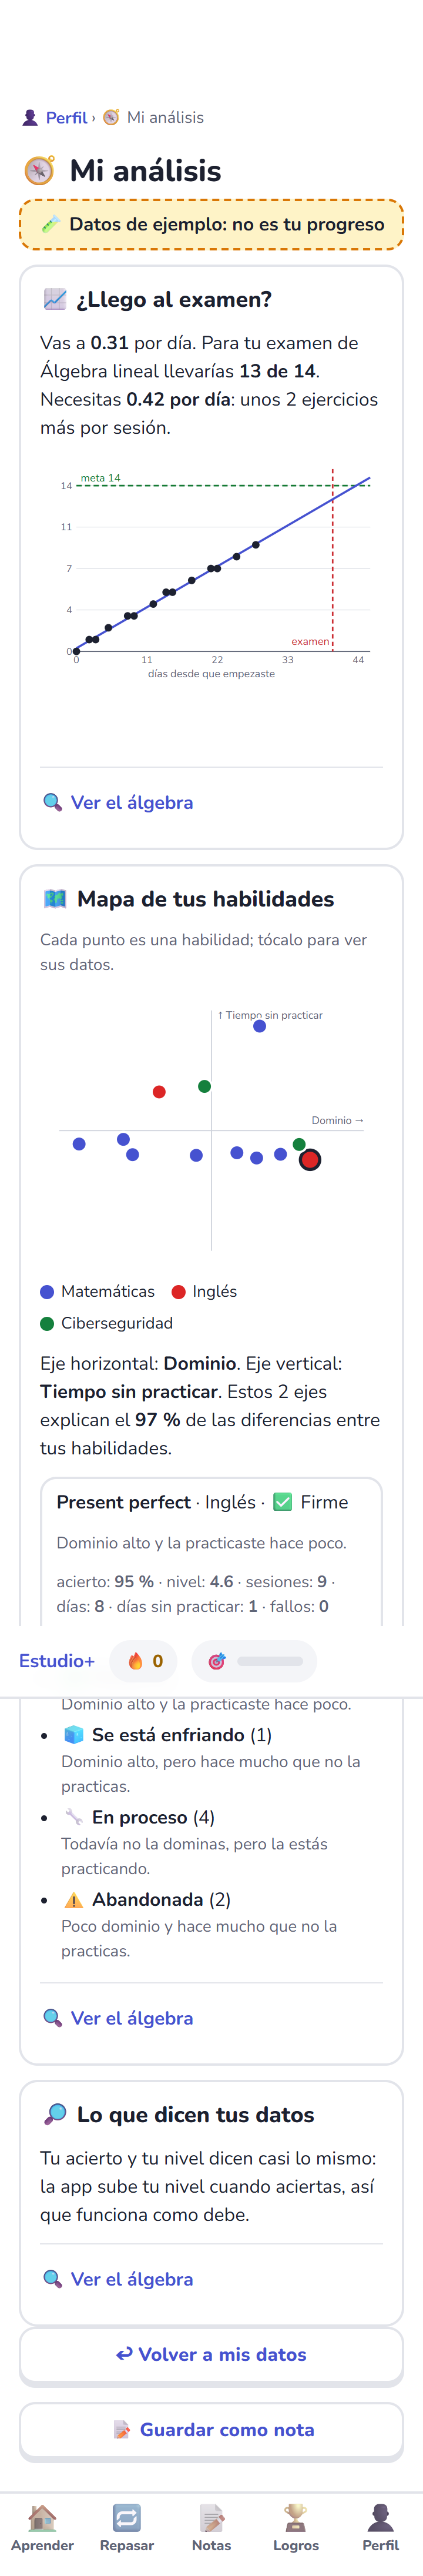 Perfil › Mi análisis
Mi análisis
Datos de ejemplo: no es tu progreso
¿Llego al examen?
Vas a 0.31 por día. Para tu examen de
Álgebra lineal llevarías 13 de 14.
Necesitas 0.42 por día: unos 2 ejercicios
más por sesión.
meta 14
14
11
7
4
0
examen
0 11 22 33 44
días desde que empezaste
Ver el álgebra
Mapa de tus habilidades
Cada punto es una habilidad; tócalo para ver
sus datos.
↑ Tiempo sin practicar
Dominio →
Matemáticas Inglés
Ciberseguridad
Eje horizontal: Dominio. Eje vertical:
Tiempo sin practicar. Estos 2 ejes
explican el 97 % de las diferencias entre
tus habilidades.
Present perfect · Inglés · ✅ Firme
Dominio alto y la practicaste hace poco.
acierto: 95 % · nivel: 4.6 · sesiones: 9 ·
días: 8 · días sin practicar: 1 · fallos: 0
Estudio+ 0
Dominio alto y la practicaste hace poco.
• Se está enfriando (1)
Dominio alto, pero hace mucho que no la
practicas.
• En proceso (4)
Todavía no la dominas, pero la estás
practicando.
• Abandonada (2)
Poco dominio y hace mucho que no la
practicas.
Ver el álgebra
Lo que dicen tus datos
Tu acierto y tu nivel dicen casi lo mismo:
la app sube tu nivel cuando aciertas, así
que funciona como debe.
Ver el álgebra
↩ Volver a mis datos
Guardar como nota
Aprender Repasar Notas Logros Perfil